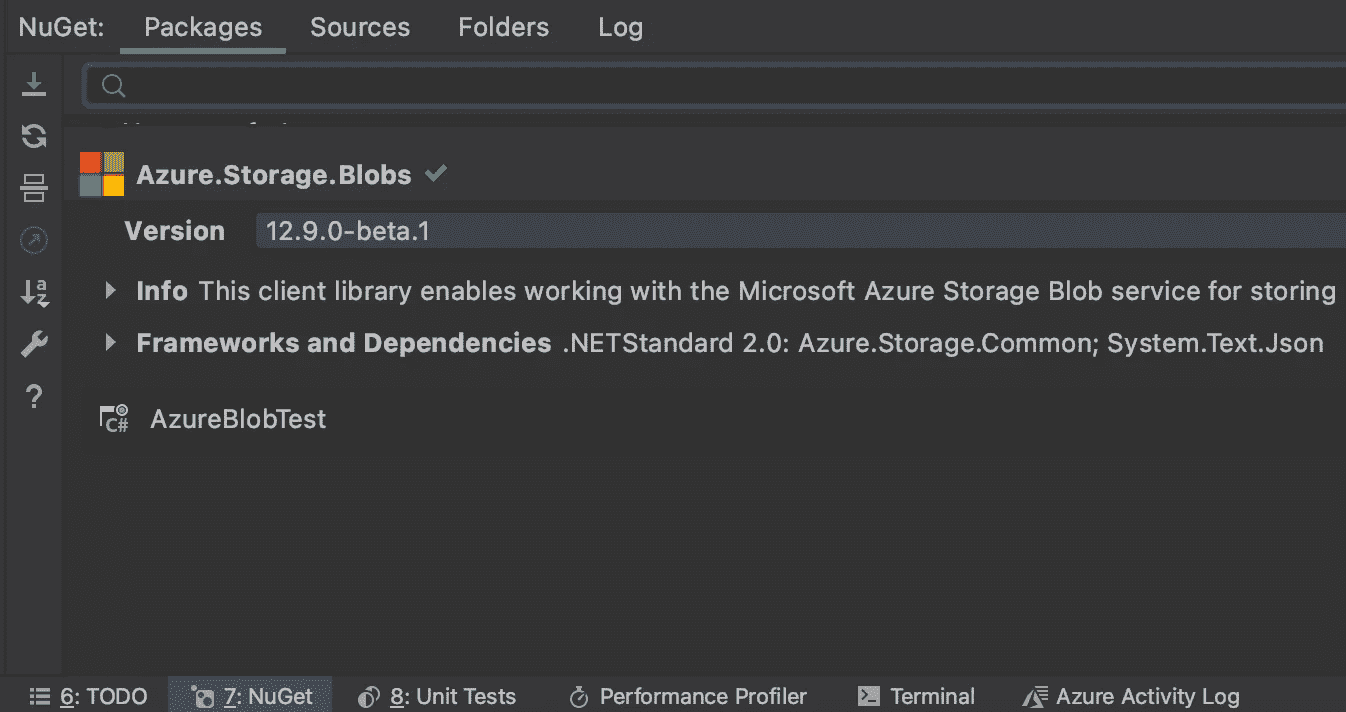 NuGet: Packages Sources Folders Log
Azure.Storage.Blobs
Version 12.9.0-beta.1
Info This client library enables working with the Microsoft Azure Storage Blob service for storing
Frameworks and Dependencies .NETStandard 2.0: Azure.Storage.Common; System.Text.Json
C# AzureBlobTest
6: TODO 7: NuGet 8: Unit Tests Performance Profiler Terminal Azure Activity Log